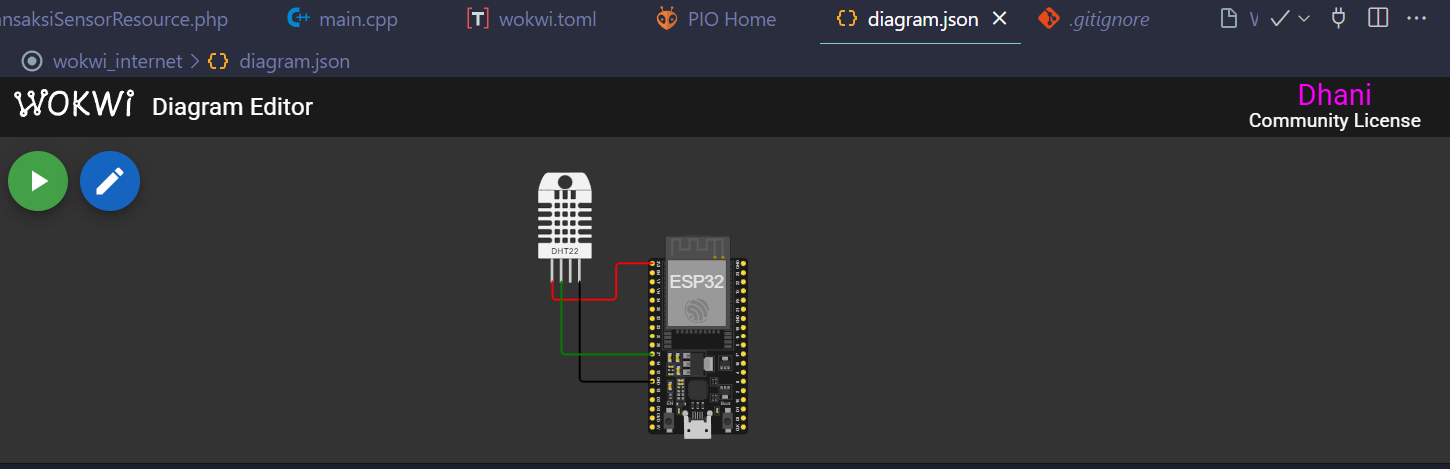 ansaksiSensorResource.php main.cpp wokwi.toml PIO Home diagram.json .gitignore
wokwi_internet > diagram.json
WOKWi Diagram Editor
Dhani
Community License
DHT22
ESP32